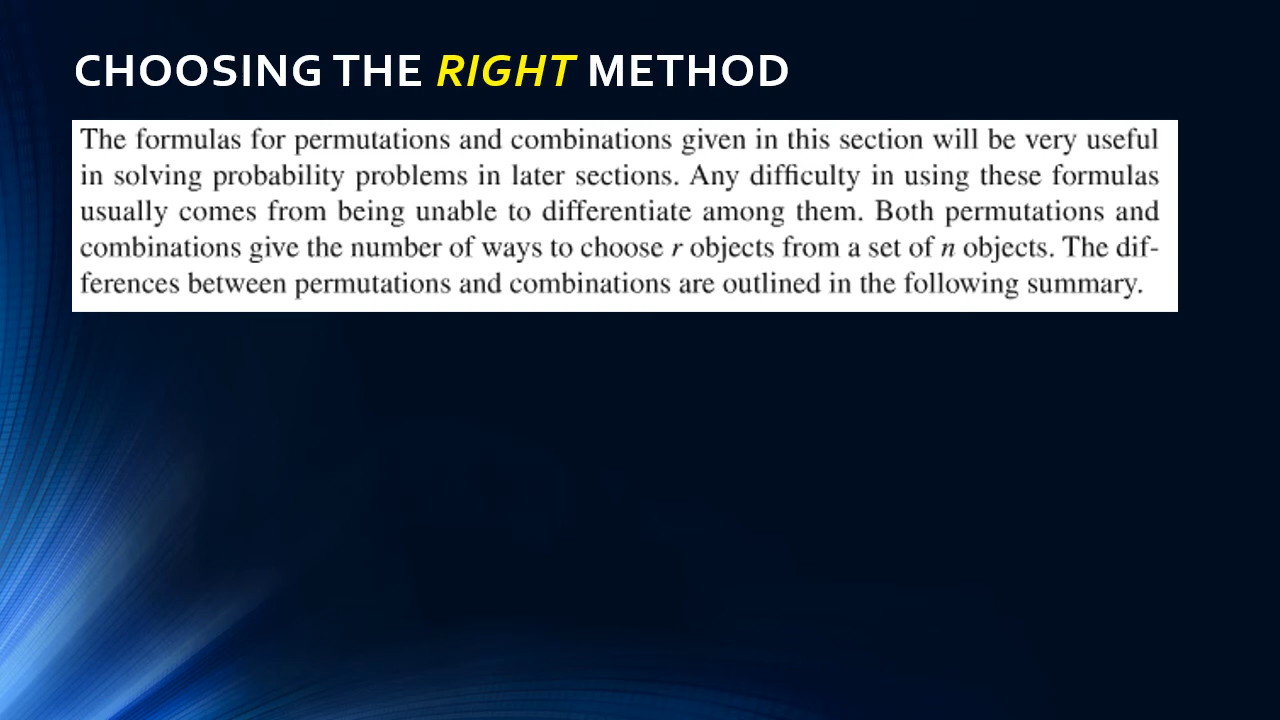 CHOOSING THE RIGHT METHOD
The formulas for permutations and combinations given in this section will be very useful
in solving probability problems in later sections. Any difficulty in using these formulas
usually comes from being unable to differentiate among them. Both permutations and
combinations give the number of ways to choose r objects from a set of n objects. The dif-
ferences between permutations and combinations are outlined in the following summary.